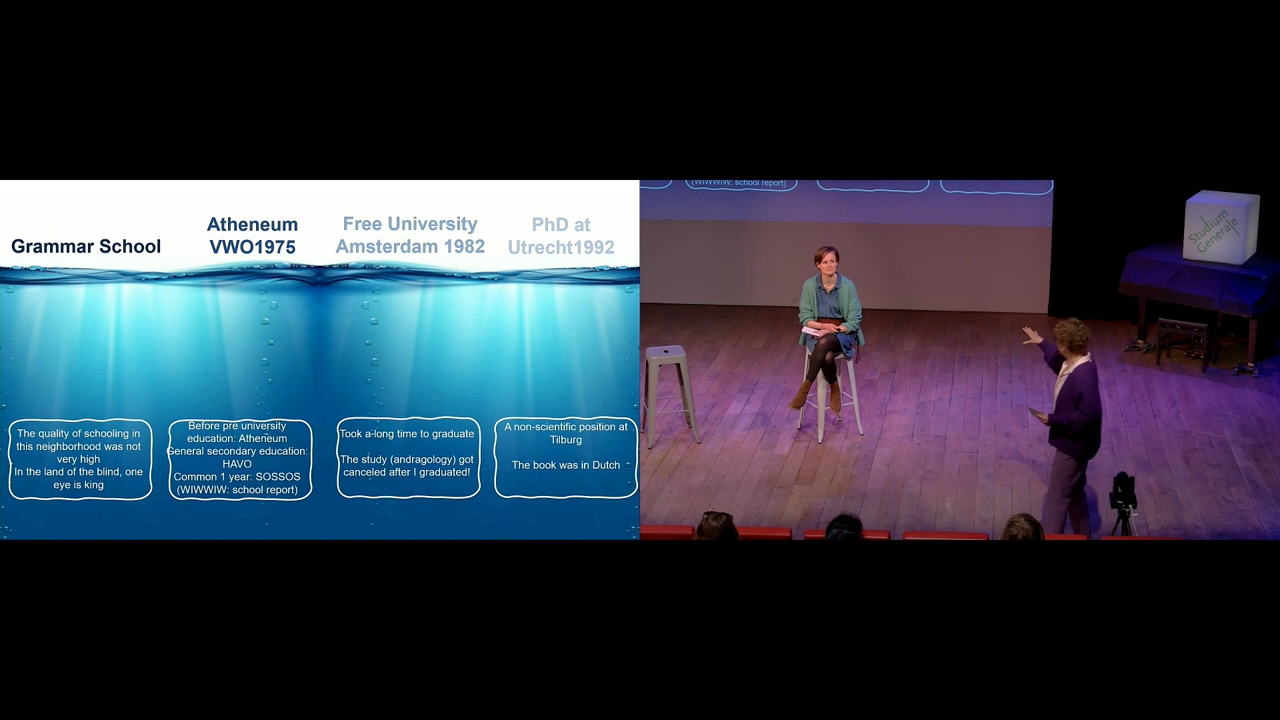 Grammar School
Atheneum
VWO1975
Free University
Amsterdam 1982
PhD at
Utrecht1992
The quality of schooling in
this neighborhood was not
very high
In the land of the blind, one
eye is king
Before pre university
education: Atheneum
General secondary education:
HAVO
Common 1 year: SOSSOS
(WIWWIW: school report)
Took a long time to graduate
The study (andragology) got
canceled after I graduated!
A non-scientific position at
Tilburg
The book was in Dutch
(WIWWIW: school report)
Studium
Generale